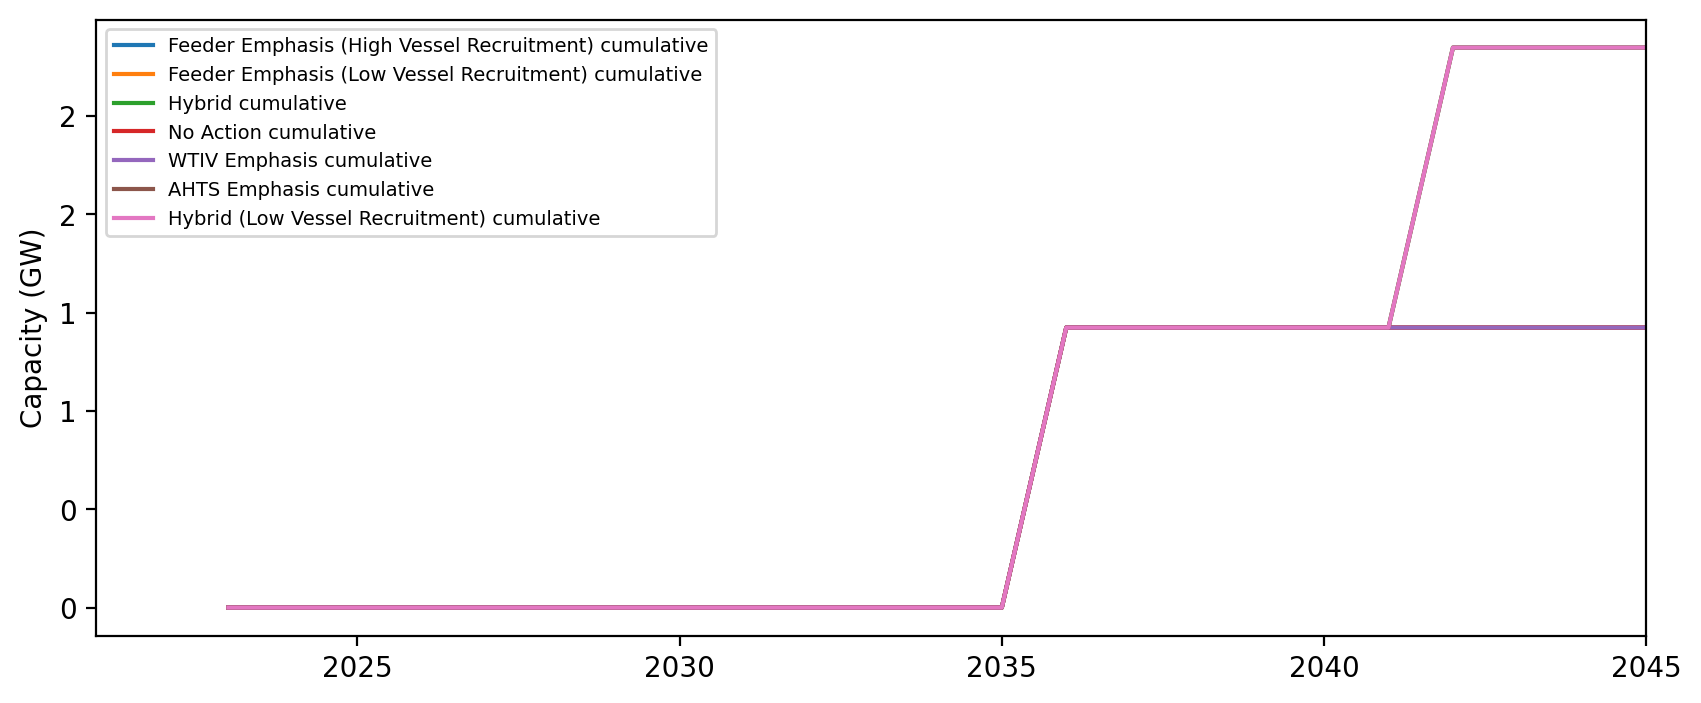 Feeder Emphasis (High Vessel Recruitment) cumulative
Feeder Emphasis (Low Vessel Recruitment) cumulative
Hybrid cumulative
No Action cumulative
WTIV Emphasis cumulative
AHTS Emphasis cumulative
Hybrid (Low Vessel Recruitment) cumulative
Capacity (GW)
2
2
1
1
0
0
2025 2030 2035 2040 2045